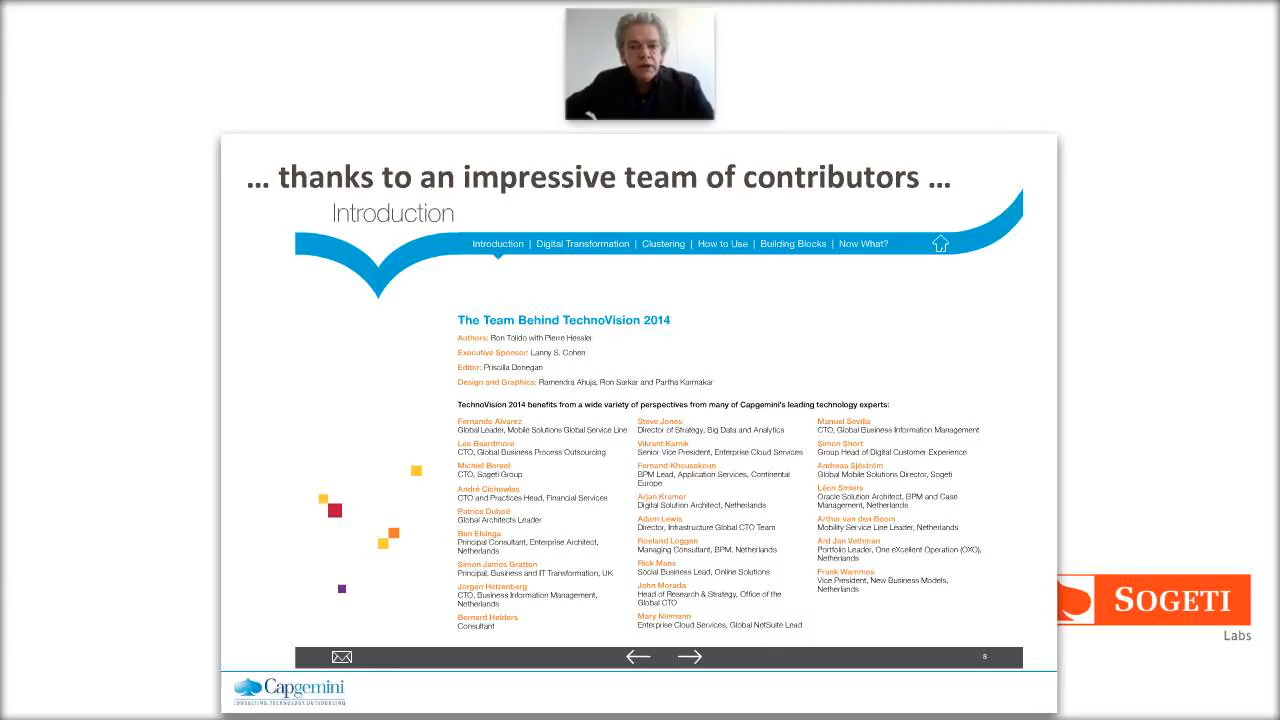 ... thanks to an impressive team of contributors ...
Introduction
Introduction | Digital Transformation | Clustering | How to Use | Building Blocks | Now What?
The Team Behind TechnoVision 2014
Authors: Ron Tolido with Pierre Hessler
Executive Sponsor: Lanny S. Cohen
Editor: Priscilla Donegan
Design and Graphics: Ramendra Ahuja, Ron Sarkar and Partha Karmakar
TechnoVision 2014 benefits from a wide variety of perspectives from many of Capgemini's leading technology experts:
Fernando Alvarez
Global Leader, Mobile Solutions Global Service Line
Lee Beardmore
CTO, Global Business Process Outsourcing
Michiel Boreel
CTO, Sogeti Group
André Cichowlas
CTO and Practices Head, Financial Services
Patrice Duboé
Global Architects Leader
Ben Elsinga
Principal Consultant, Enterprise Architect,
Netherlands
Simon James Gratton
Principal, Business and IT Transformation, UK
Jorgen Heizenberg
CTO, Business Information Management,
Netherlands
Bernard Helders
Consultant
Steve Jones
Director of Strategy, Big Data and Analytics
Vikrant Karnik
Senior Vice President, Enterprise Cloud Services
Fernand Khousakoun
BPM Lead, Application Services, Continental
Europe
Arjan Kramer
Digital Solution Architect, Netherlands
Adam Lewis
Director, Infrastructure Global CTO Team
Roeland Loggen
Managing Consultant, BPM, Netherlands
Rick Mans
Social Business Lead, Online Solutions
John Morada
Head of Research & Strategy, Office of the
Global CTO
Mary Niemann
Enterprise Cloud Services, Global NetSuite Lead
Manuel Sevilla
CTO, Global Business Information Management
Simon Short
Group Head of Digital Customer Experience
Andreas Sjöström
Global Mobile Solutions Director, Sogeti
Léon Smiers
Oracle Solution Architect, BPM and Case
Management, Netherlands
Arthur van den Boom
Mobility Service Line Leader, Netherlands
Ard Jan Vethman
Portfolio Leader, One eXcellent Operation (OXO),
Netherlands
Frank Wammes
Vice President, New Business Models,
Netherlands
SOGETI
Labs
8
Capgemini
CONSULTING.TECHNOLOGY.OUTSOURCING